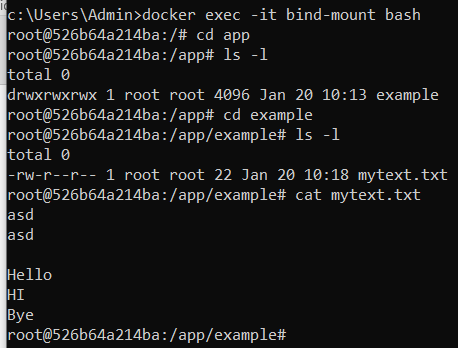 c:\Users\Admin>docker exec -it bind-mount bash
root@526b64a214ba:/# cd app
root@526b64a214ba:/app# ls -l
total 0
drwxrwxrwx 1 root root 4096 Jan 20 10:13 example
root@526b64a214ba:/app# cd example
root@526b64a214ba:/app/example# ls -l
total 0
-rw-r--r-- 1 root root 22 Jan 20 10:18 mytext.txt
root@526b64a214ba:/app/example# cat mytext.txt
asd
asd

Hello
HI
Bye
root@526b64a214ba:/app/example#